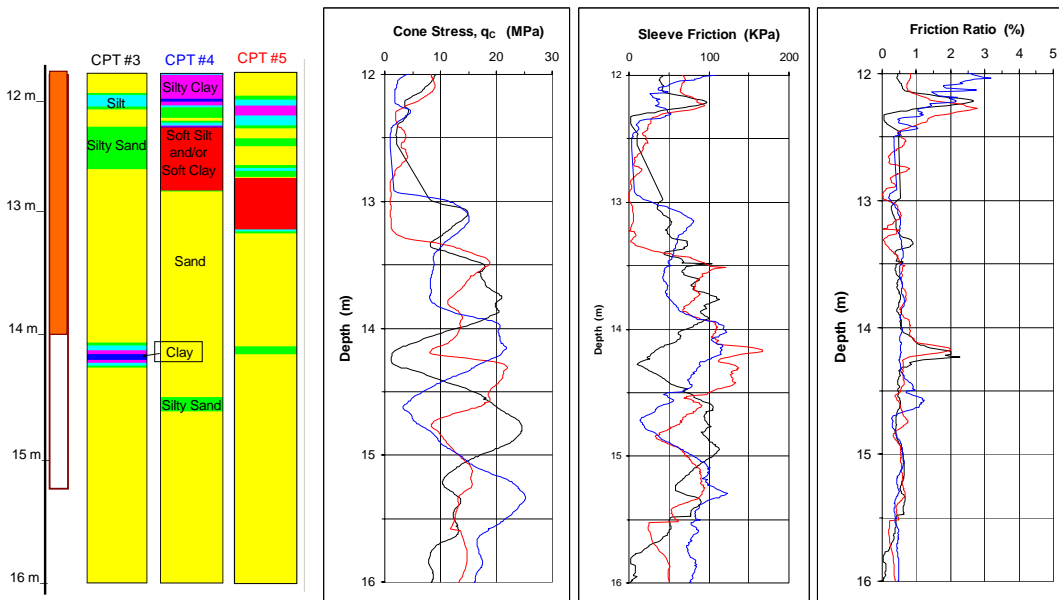 CPT #3
CPT #4
CPT #5
12 m
13 m
14 m
15 m
16 m
Silt
Silty Sand
Silty Clay
Soft Silt
and/or
Soft Clay
Sand
Clay
Silty Sand
Cone Stress, qC (MPa)
0 10 20 30
12
13
14
15
16
Depth (m)
Sleeve Friction (KPa)
0 100 200
12
13
14
15
16
Depth (m)
Friction Ratio (%)
0 1 2 3 4 5
12
13
14
15
16
Depth (m)